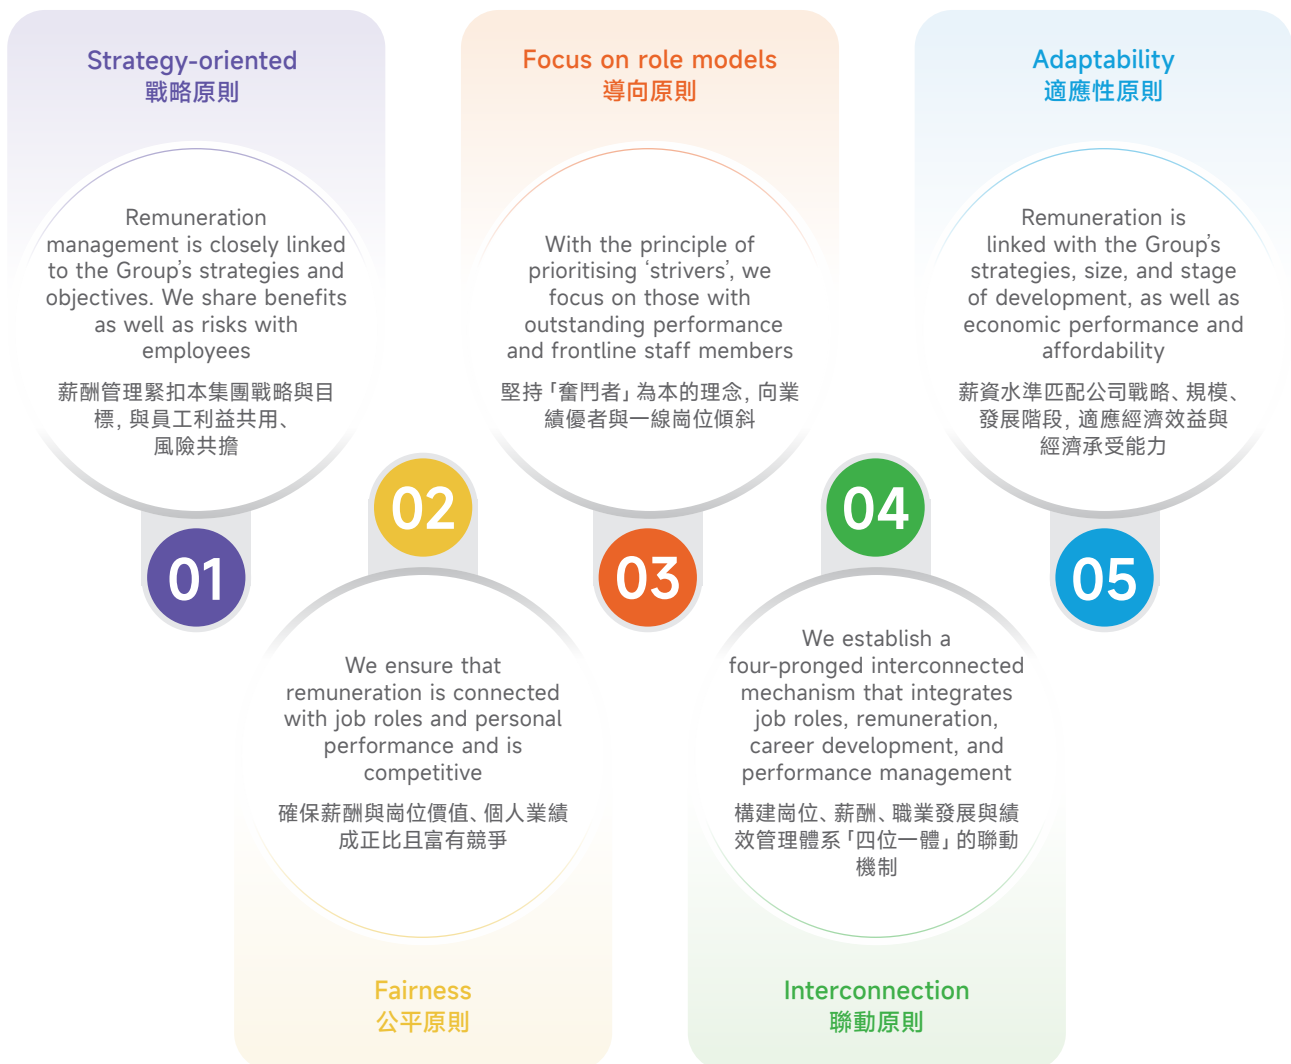 Strategy-oriented
戰略原則
Remuneration
management is closely linked
to the Group's strategies and
objectives. We share benefits
as well as risks with
employees
薪酬管理緊扣本集團戰略與目
標, 與員工利益共用、
風險共擔
01
02
We ensure that
remuneration is connected
with job roles and personal
performance and is
competitive
確保薪酬與崗位價值、個人業績
成正比且富有競爭
Fairness
公平原則
Focus on role models
導向原則
With the principle of
prioritising ‘strivers’, we
focus on those with
outstanding performance
and frontline staff members
堅持「奮鬥者」為本的理念, 向業
績優者與一線崗位傾斜
03
04
We establish a
four-pronged interconnected
mechanism that integrates
job roles, remuneration,
career development, and
performance management
構建崗位、薪酬、職業發展與績
效管理體系「四位一體」的聯動
機制
Interconnection
聯動原則
Adaptability
適應性原則
Remuneration is
linked with the Group's
strategies, size, and stage
of development, as well as
economic performance and
affordability
薪資水準匹配公司戰略、規模、
發展階段, 適應經濟效益與
經濟承受能力
05